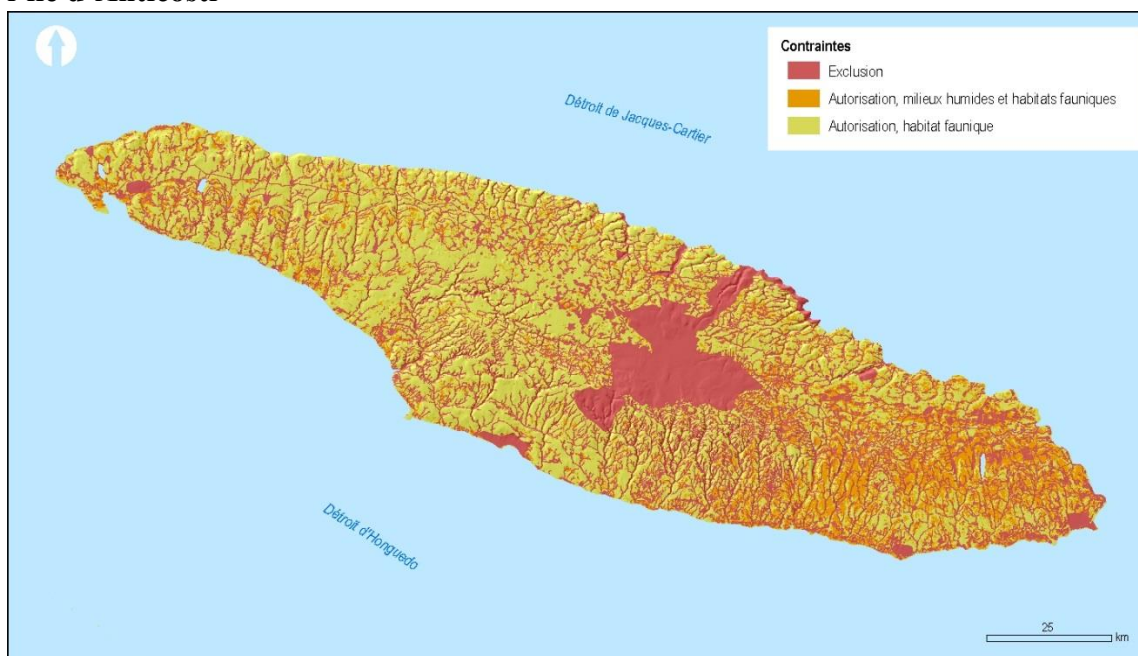 Contraintes
Exclusion
Autorisation, milieux humides et habitats fauniques
Autorisation, habitat faunique
Détroit de Jacques-Cartier
Détroit d'Honguedo
25
km